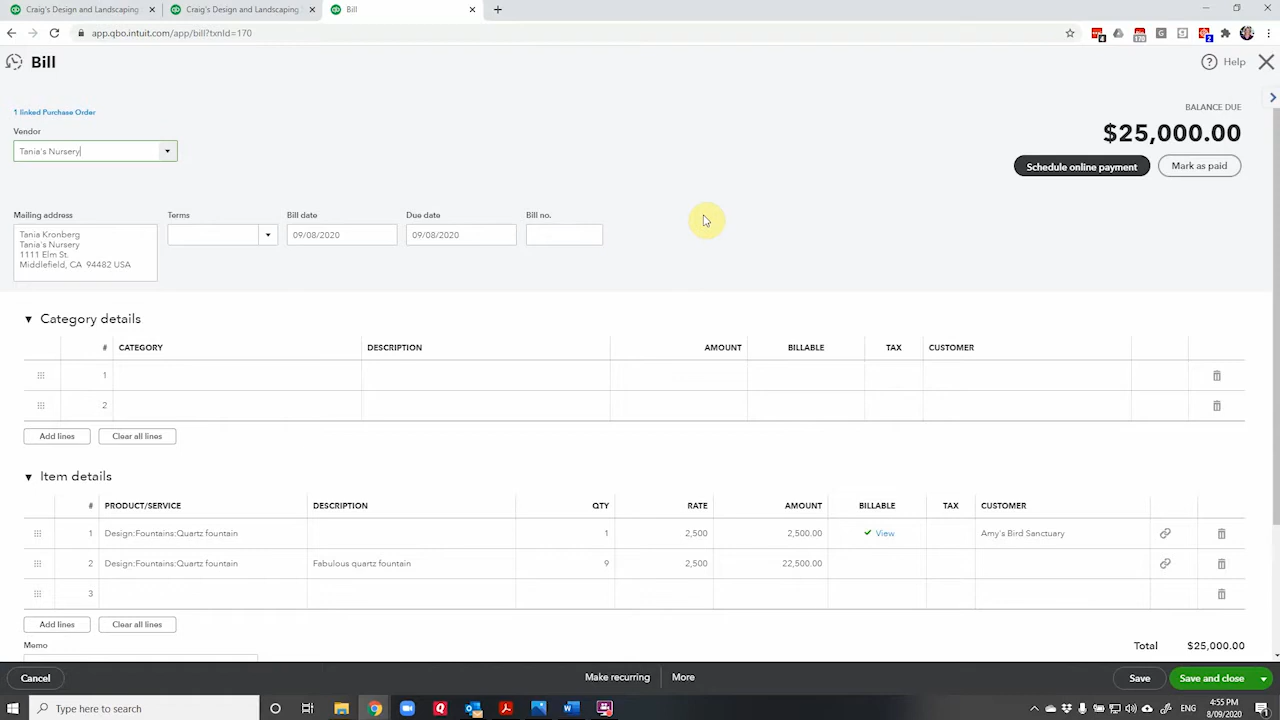 Craig's Design and Landscaping
Craig's Design and Landscaping
Bill
app.qbo.intuit.com/app/bill?txnId=170
Bill
Help
1 linked Purchase Order
BALANCE DUE
$25,000.00
Vendor
Tania's Nursery
Schedule online payment
Mark as paid
Mailing address
Terms
Bill date
Due date
Bill no.
Tania Kronberg
Tania's Nursery
1111 Elm St.
Middlefield, CA 94482 USA
09/08/2020
09/08/2020
Category details
# CATEGORY DESCRIPTION AMOUNT BILLABLE TAX CUSTOMER
1
2
Add lines Clear all lines
Item details
# PRODUCT/SERVICE DESCRIPTION QTY RATE AMOUNT BILLABLE TAX CUSTOMER
1 Design:Fountains:Quartz fountain 1 2,500 2,500.00 View Amy's Bird Sanctuary
2 Design:Fountains:Quartz fountain Fabulous quartz fountain 9 2,500 22,500.00
3
Add lines Clear all lines
Memo
Total $25,000.00
Cancel Make recurring More Save Save and close
Type here to search
4:55 PM
8/09/2020